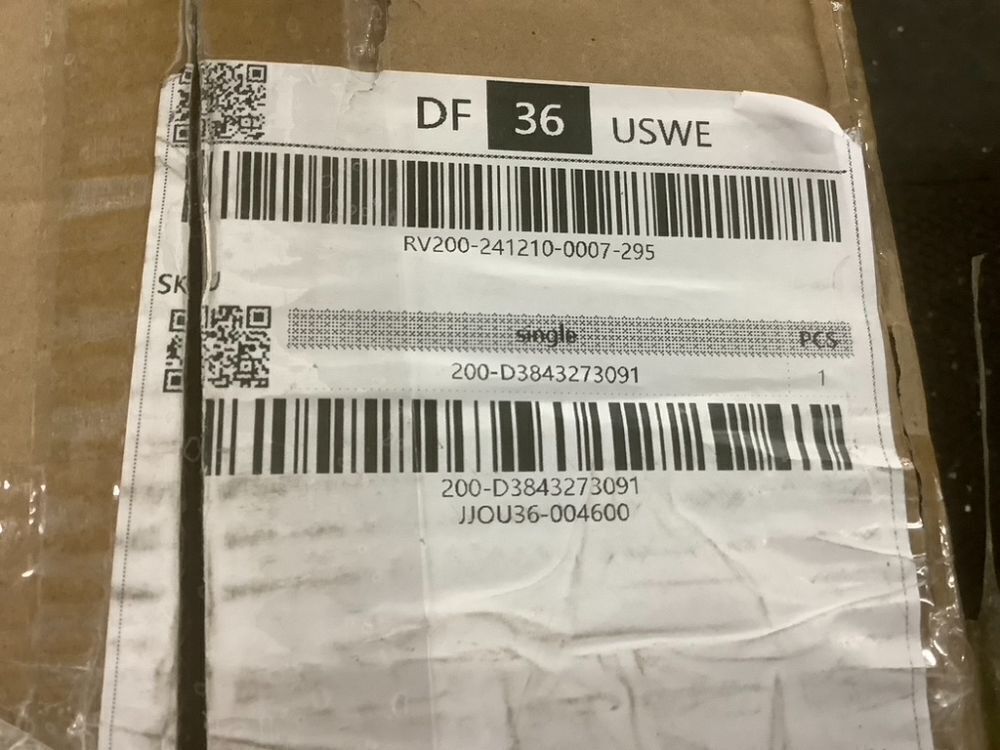 DF 36 USWE
RV200-241210-0007-295
SKU
single PCS
200-D3843273091 1
200-D3843273091
JJOU36-004600